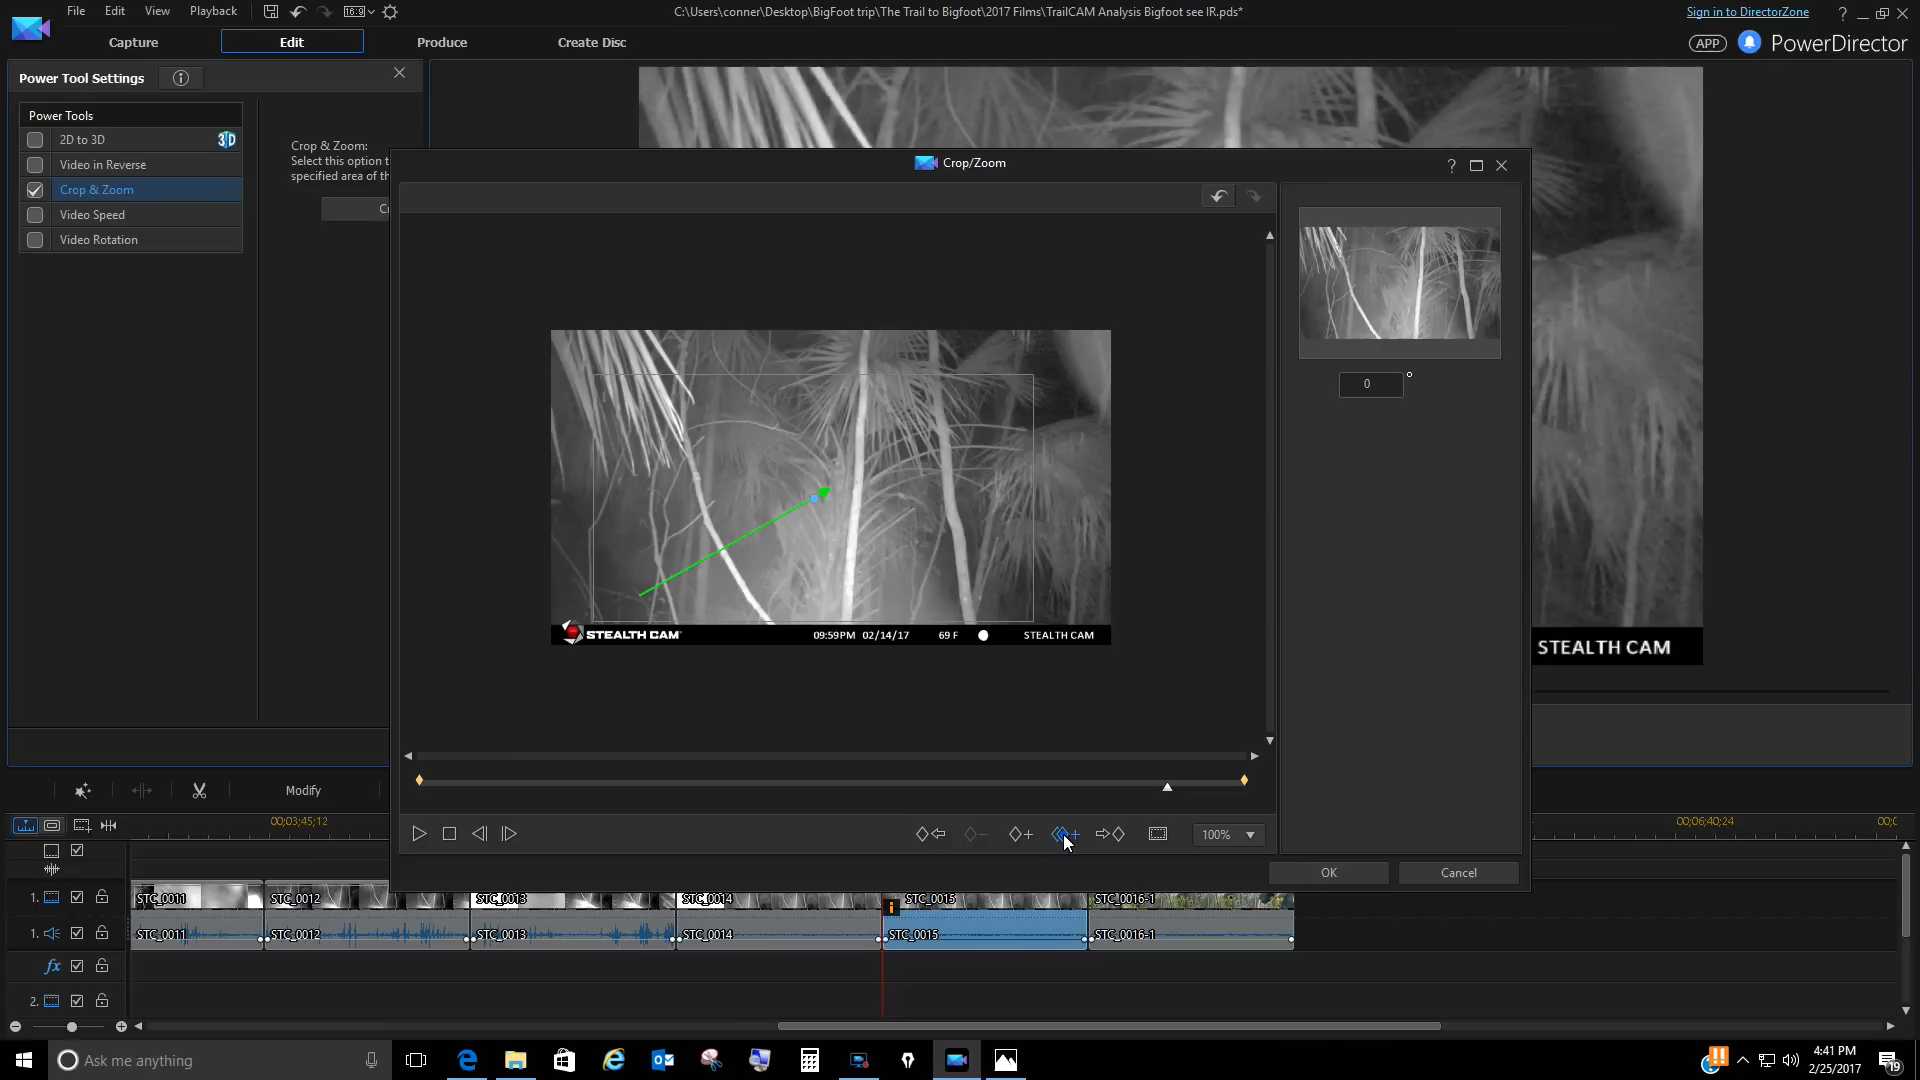 File Edit View Playback 16:9 C:\Users\conner\Desktop\BigFoot trip\The Trail to Bigfoot\2017 Films\TrailCAM Analysis Bigfoot see IR.pds* Sign in to DirectorZone ?
Capture Edit Produce Create Disc APP PowerDirector
Power Tool Settings i
Power Tools
2D to 3D 3D
Video in Reverse
Crop & Zoom
Video Speed
Video Rotation
Crop & Zoom:
Select this option t
specified area of th
Crop/Zoom ?
0
STEALTH CAM 09:59PM 02/14/17 69 F STEALTH CAM
STEALTH CAM
100%
OK Cancel
Modify
00;03;45;12 00;06;40;24
1. STC_0011 STC_0012 STC_0013 STC_0014 STC_0015 STC_0016-1
1. STC_0011 STC_0012 STC_0013 STC_0014 STC_0015 STC_0016-1
fx
2.
Ask me anything
4:41 PM
2/25/2017
19